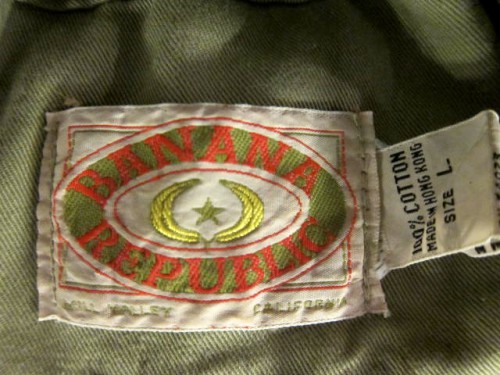 BANANA
REPUBLIC
MILL VALLEY CALIFORNIA
100% COTTON
MADE IN HONG KONG
SIZE L.